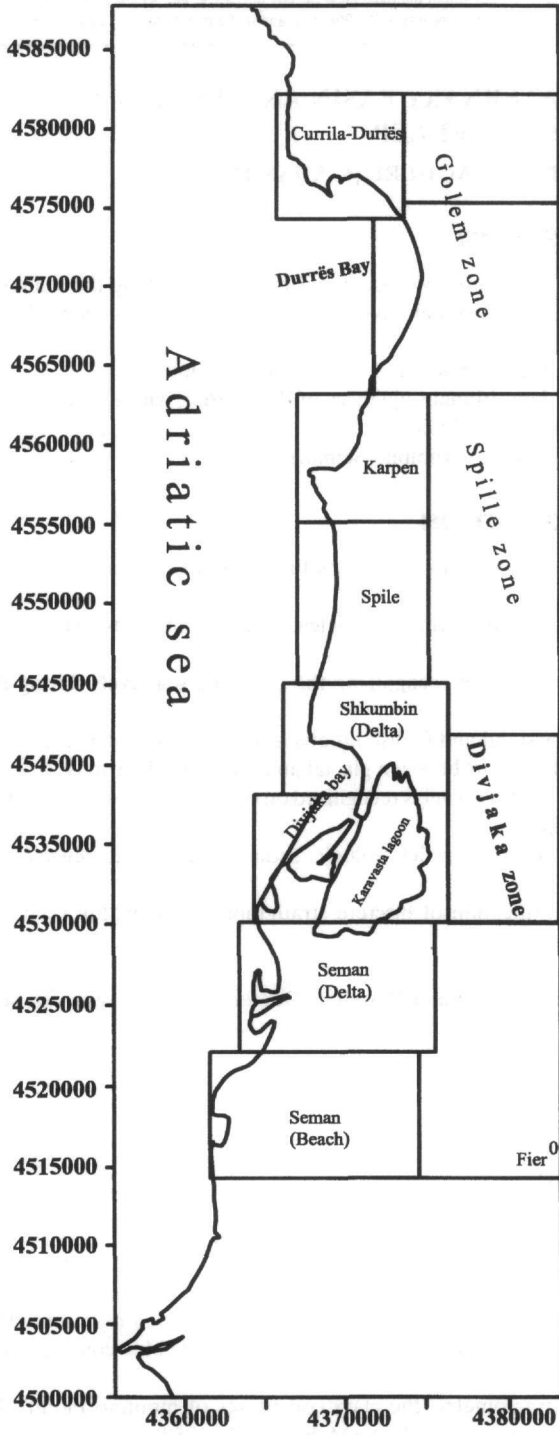 4585000
4580000
4575000
4570000
4565000
4560000
4555000
4550000
4545000
4540000
4545000
4535000
4530000
4525000
4520000
4515000
4510000
4505000
4500000
4360000
4370000
4380000
Currila-Durrës
Golem zone
Durrës Bay
Adriatic sea
Karpen
Spille zone
Spile
Shkumbin
(Delta)
Divjaka bay
Divjaka zone
Karavasta lagoon
Seman
(Delta)
Seman
(Beach)
Fier
0